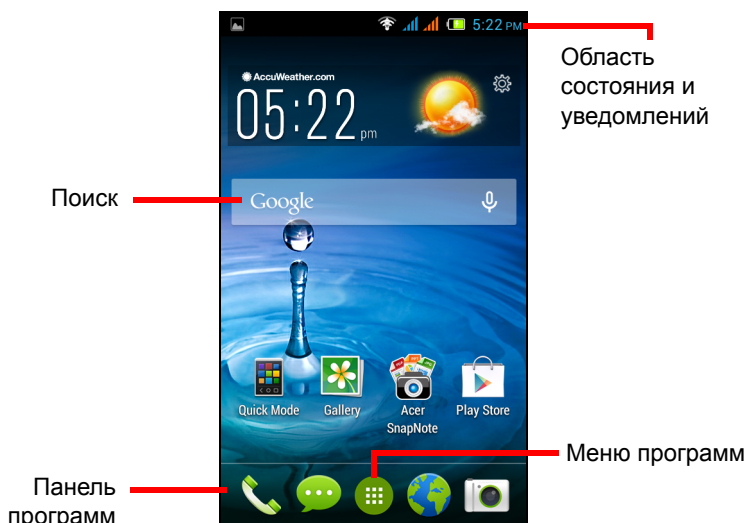 5:22 PM
Область
состояния и
уведомлений
AccuWeather.com
05:22 pm
Поиск
Google
Quick Mode
Gallery
Acer
SnapNote
Play Store
Меню программ
Панель
программ